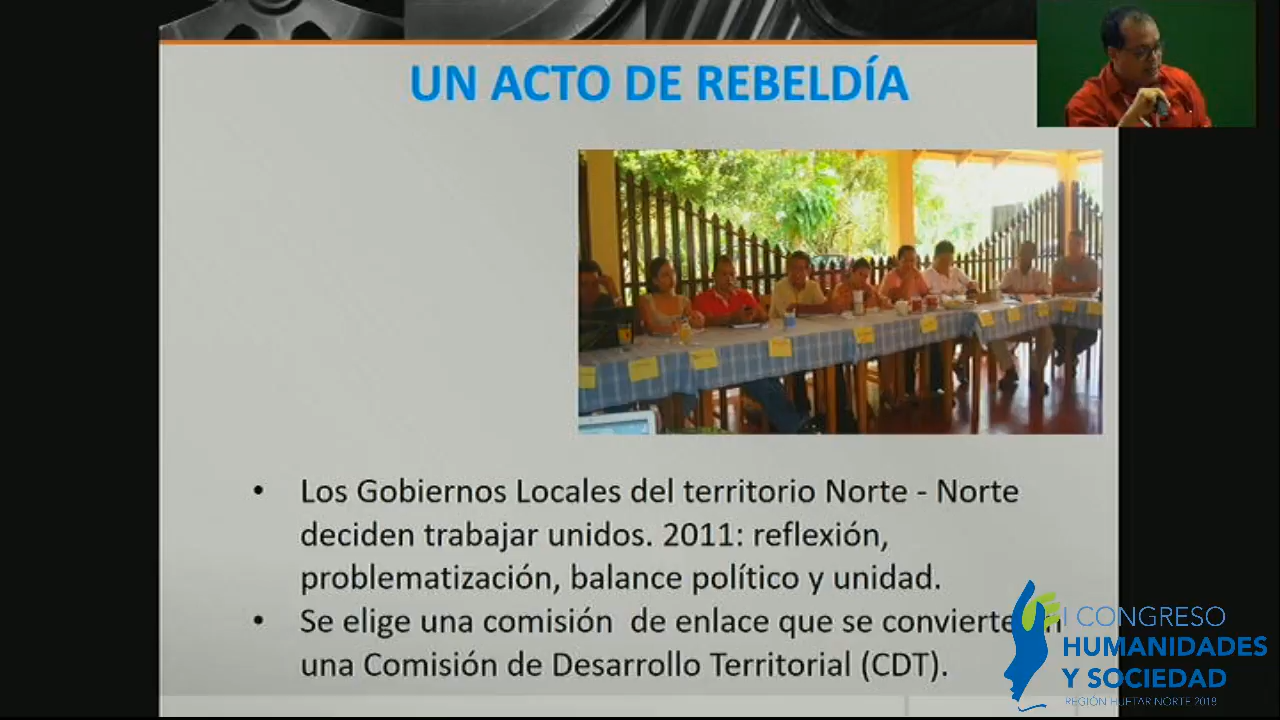 UN ACTO DE REBELDÍA
• Los Gobiernos Locales del territorio Norte - Norte
deciden trabajar unidos. 2011: reflexión,
problematización, balance político y unidad.
• Se elige una comisión de enlace que se convierte
una Comisión de Desarrollo Territorial (CDT).
I CONGRESO
HUMANIDADES
Y SOCIEDAD
REGIÓN HUETAR NORTE 2018